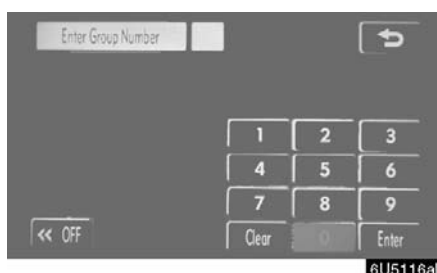 Enter Group Number
1 2 3
4 5 6
7 8 9
« OFF Clear 0 Enter
6U5116a